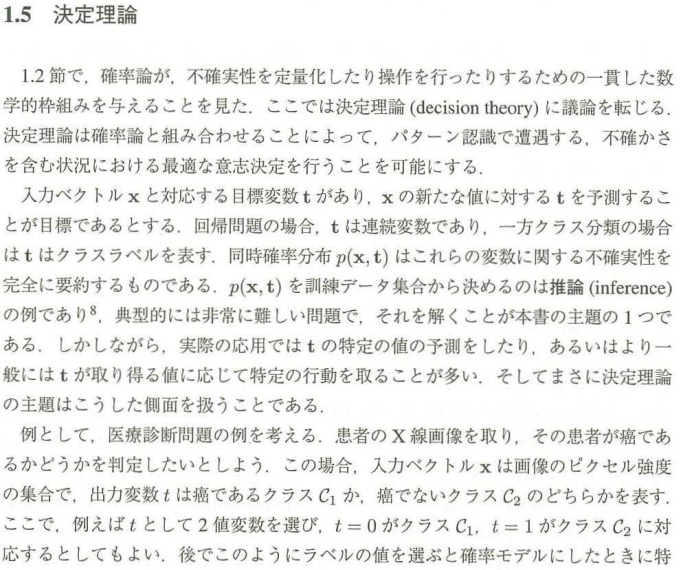 1.5 決定理論
1.2 節で，確率論が，不確実性を定量化したり操作を行ったりするための一貫した数
学的枠組みを与えることを見た．ここでは決定理論 (decision theory) に議論を転じる．
決定理論は確率論と組み合わせることによって，パターン認識で遭遇する，不確かさ
を含む状況における最適な意志決定を行うことを可能にする．
入力ベクトル x と対応する目標変数 t があり，x の新たな値に対する t を予測するこ
とが目標であるとする．回帰問題の場合，t は連続変数であり，一方クラス分類の場合
は t はクラスラベルを表す．同時確率分布 p(x, t) はこれらの変数に関する不確実性を
完全に要約するものである．p(x, t) を訓練データ集合から決めるのは推論 (inference)
の例であり⁸，典型的には非常に難しい問題で，それを解くことが本書の主題の 1 つで
ある．しかしながら，実際の応用では t の特定の値の予測をしたり，あるいはより一
般には t が取り得る値に応じて特定の行動を取ることが多い．そしてまさに決定理論
の主題はこうした側面を扱うことである．
例として，医療診断問題の例を考える．患者の X 線画像を取り，その患者が癌であ
るかどうかを判定したいとしよう．この場合，入力ベクトル x は画像のピクセル強度
の集合で，出力変数 t は癌であるクラス C₁ か，癌でないクラス C₂ のどちらかを表す．
ここで，例えば t として 2 値変数を選び，t = 0 がクラス C₁，t = 1 がクラス C₂ に対
応するとしてもよい．後でこのようにラベルの値を選ぶと確率モデルにしたときに特